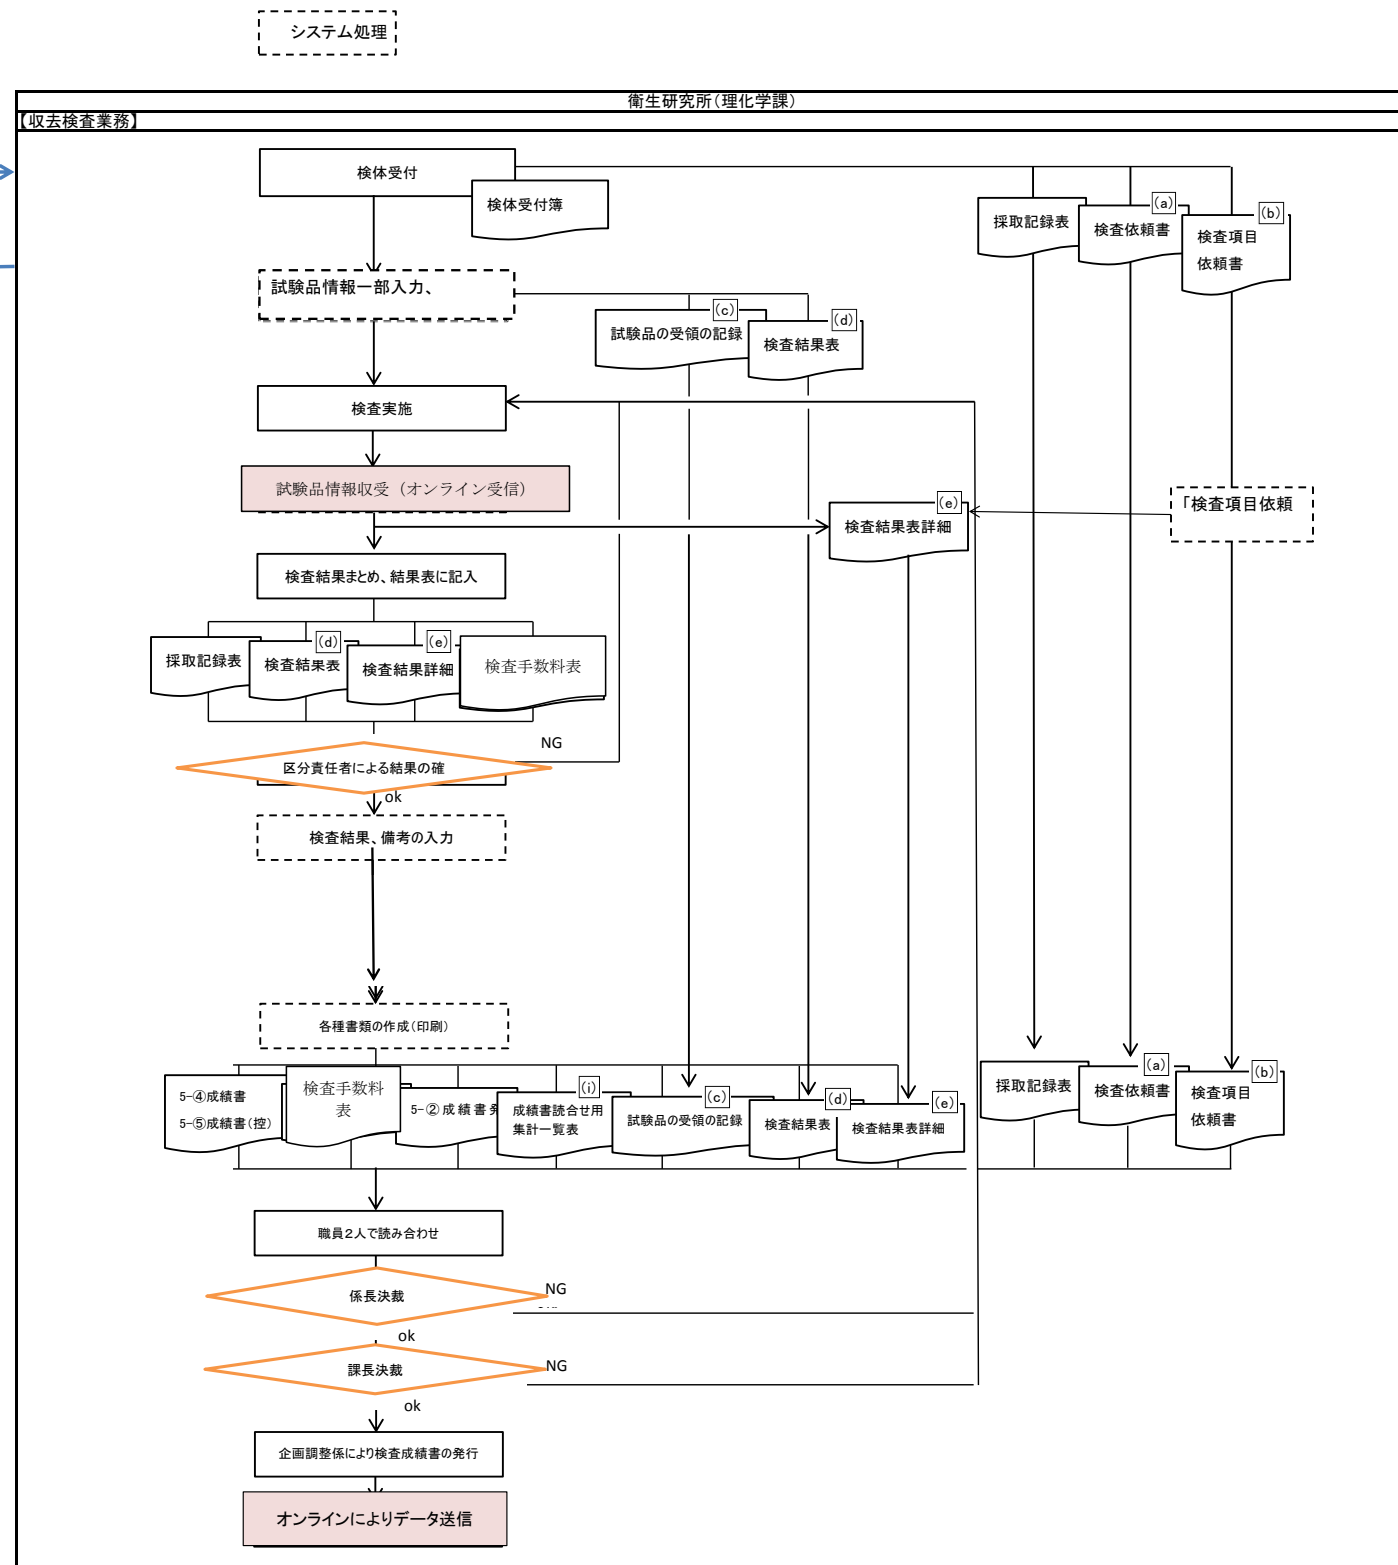 システム処理
衛生研究所(理化学課)
【収去検査業務】
検体受付
検体受付簿
採取記録表
(a)
検査依頼書
(b)
検査項目
依頼書
試験品情報一部入力、
(c)
試験品の受領の記録
(d)
検査結果表
検査実施
試験品情報収受（オンライン受信）
(e)
検査結果表詳細
「検査項目依頼
検査結果まとめ、結果表に記入
採取記録表
(d)
検査結果表
(e)
検査結果詳細
検査手数料表
NG
区分責任者による結果の確
ok
検査結果、備考の入力
各種書類の作成(印刷)
5-④成績書
5-⑤成績書(控)
検査手数料
表
5-②成績書発
(i)
成績書読合せ用
集計一覧表
(c)
試験品の受領の記録
(d)
検査結果表
(e)
検査結果表詳細
採取記録表
(a)
検査依頼書
(b)
検査項目
依頼書
職員２人で読み合わせ
係長決裁
NG
ok
課長決裁
NG
ok
企画調整係により検査成績書の発行
オンラインによりデータ送信